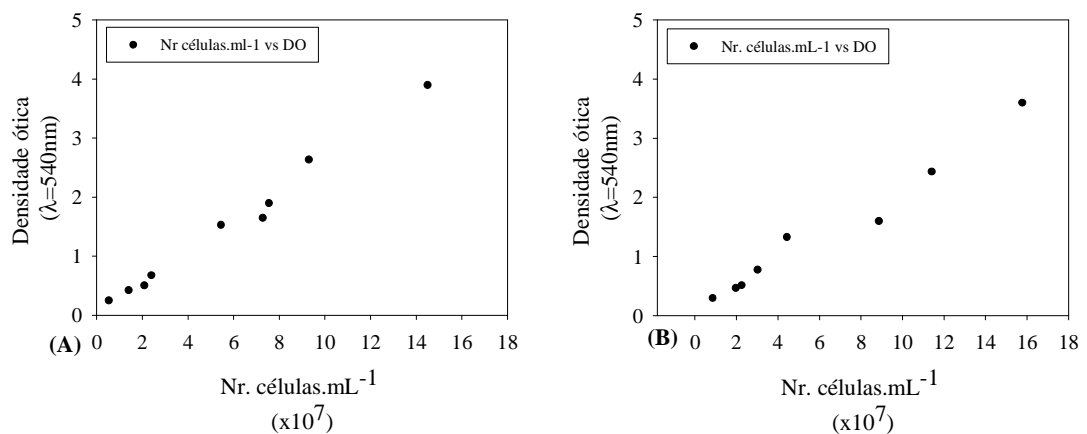 Nr células.ml-1 vs DO
Densidade ótica
(λ=540nm)
5
4
3
2
1
0
0 2 4 6 8 10 12 14 16 18
(A)
Nr. células.mL-1
(x107)
Nr. células.mL-1 vs DO
Densidade ótica
(λ=540nm)
5
4
3
2
1
0
0 2 4 6 8 10 12 14 16 18
(B)
Nr. células.mL-1
(x107)